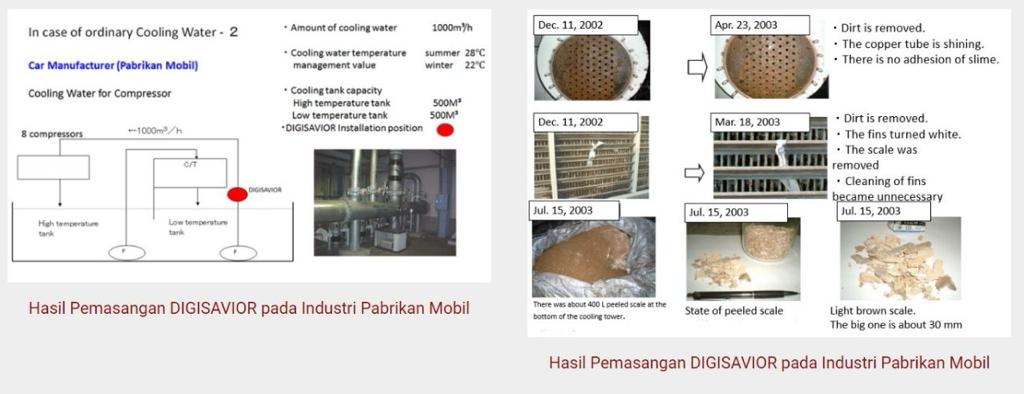 In case of ordinary Cooling Water - 2
Car Manufacturer (Pabrikan Mobil)
Cooling Water for Compressor
・Amount of cooling water 1000m³/h
・Cooling water temperature summer 28℃
management value winter 22℃
・Cooling tank capacity
High temperature tank 500M³
Low temperature tank 500M³
・DIGISAVIOR Installation position
8 compressors
←1000m³/h
C/T
DIGISAVIOR
High temperature
tank
Low temperature
tank
P
P
Hasil Pemasangan DIGISAVIOR pada Industri Pabrikan Mobil
Dec. 11, 2002
Apr. 23, 2003
• Dirt is removed.
• The copper tube is shining.
• There is no adhesion of slime.
Dec. 11, 2002
Mar. 18, 2003
• Dirt is removed.
• The fins turned white.
• The scale was
removed
• Cleaning of fins
became unnecessary
Jul. 15, 2003
Jul. 15, 2003
Jul. 15, 2003
There was about 400 L peeled scale at the
bottom of the cooling tower.
State of peeled scale
Light brown scale.
The big one is about 30 mm
Hasil Pemasangan DIGISAVIOR pada Industri Pabrikan Mobil